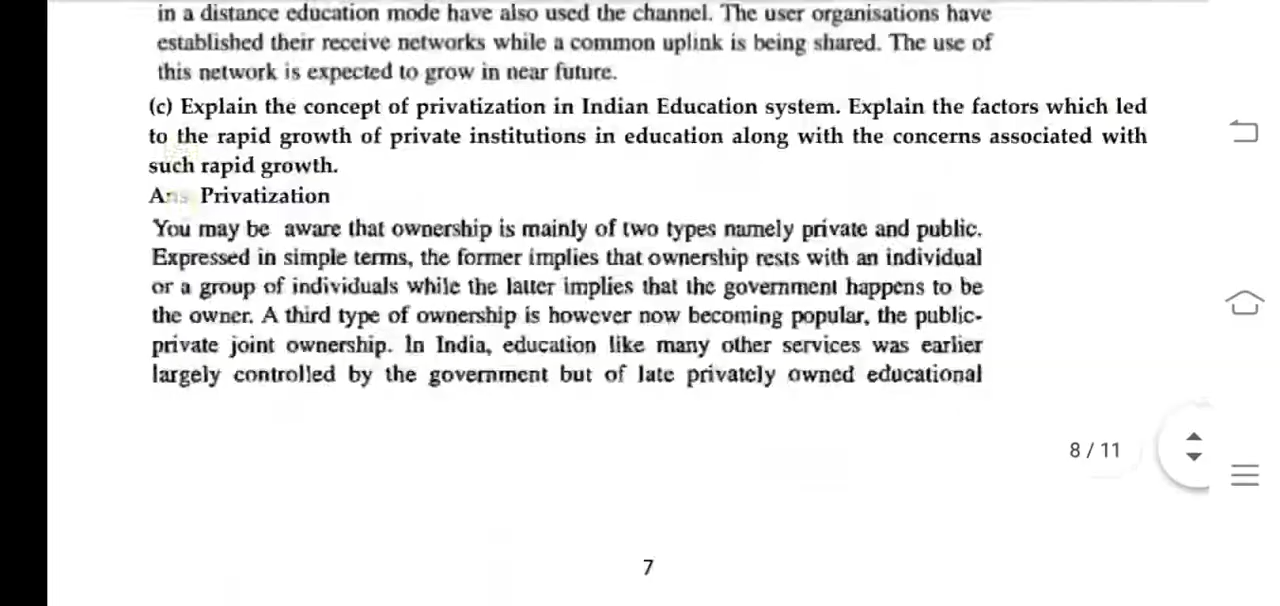 in a distance education mode have also used the channel. The user organisations have
established their receive networks while a common uplink is being shared. The use of
this network is expected to grow in near future.
(c) Explain the concept of privatization in Indian Education system. Explain the factors which led
to the rapid growth of private institutions in education along with the concerns associated with
such rapid growth.
Ans Privatization
You may be aware that ownership is mainly of two types namely private and public.
Expressed in simple terms, the former implies that ownership rests with an individual
or a group of individuals while the latter implies that the government happens to be
the owner. A third type of ownership is however now becoming popular, the public-
private joint ownership. In India, education like many other services was earlier
largely controlled by the government but of late privately owned educational
8 / 11
7